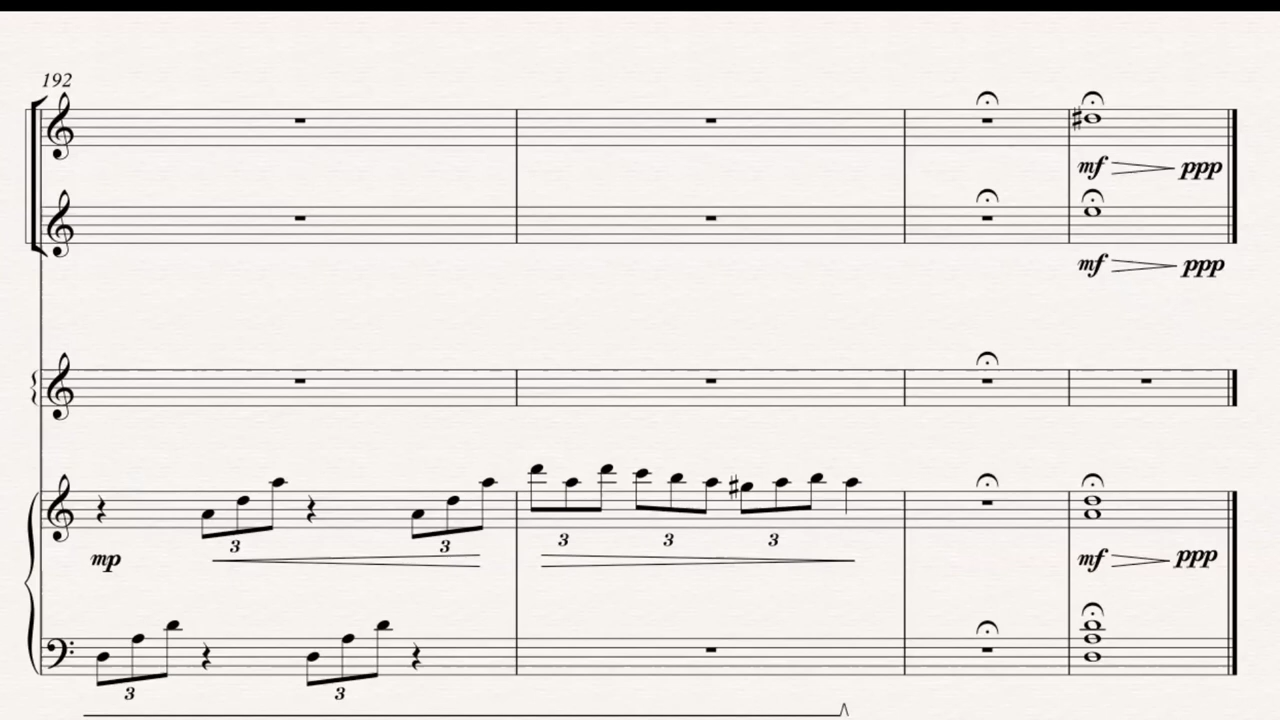 192
mf ppp
mf ppp
3 3 3 3 3
mp mf ppp
3 3